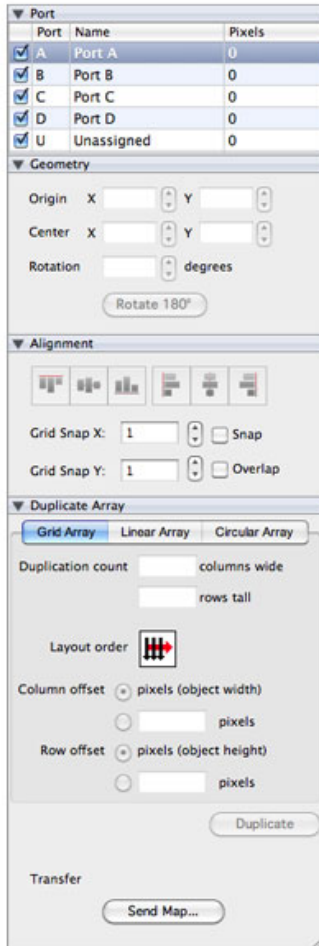 Port
Port Name Pixels
A Port A 0
B Port B 0
C Port C 0
D Port D 0
U Unassigned 0
Geometry
Origin X Y
Center X Y
Rotation degrees
Rotate 180°
Alignment
Grid Snap X: 1 Snap
Grid Snap Y: 1 Overlap
Duplicate Array
Grid Array Linear Array Circular Array
Duplication count columns wide
rows tall
Layout order
Column offset pixels (object width)
pixels
Row offset pixels (object height)
pixels
Duplicate
Transfer
Send Map...